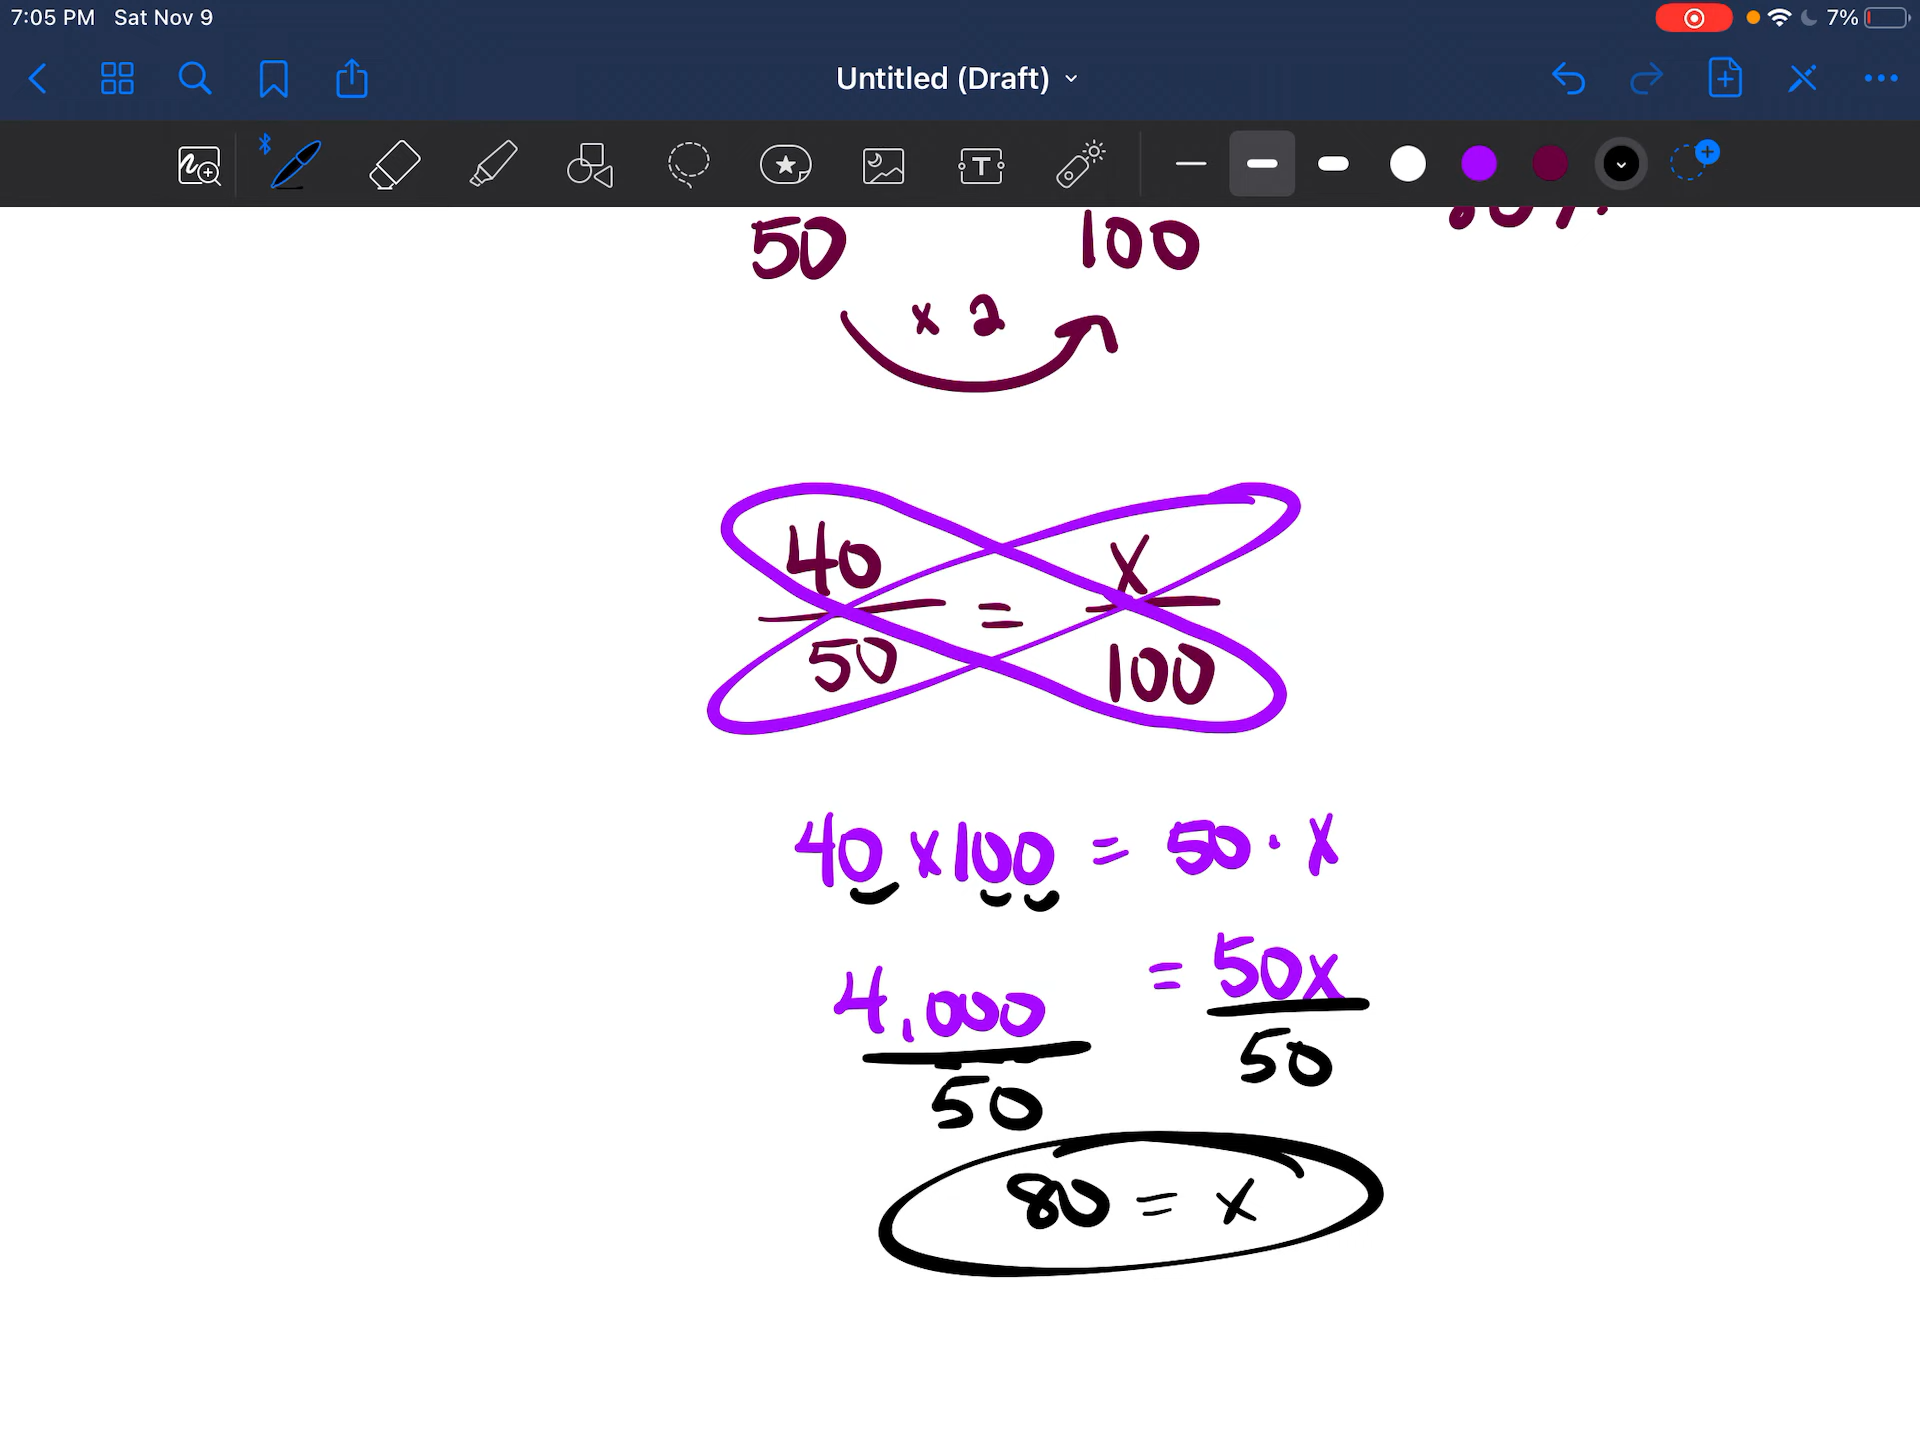 7:05 PM Sat Nov 9
7%
Untitled (Draft)
T
50 100
x 2
40 = x
50 100
40 x 100 = 50 · x
4,000 = 50x
50 50
80 = x